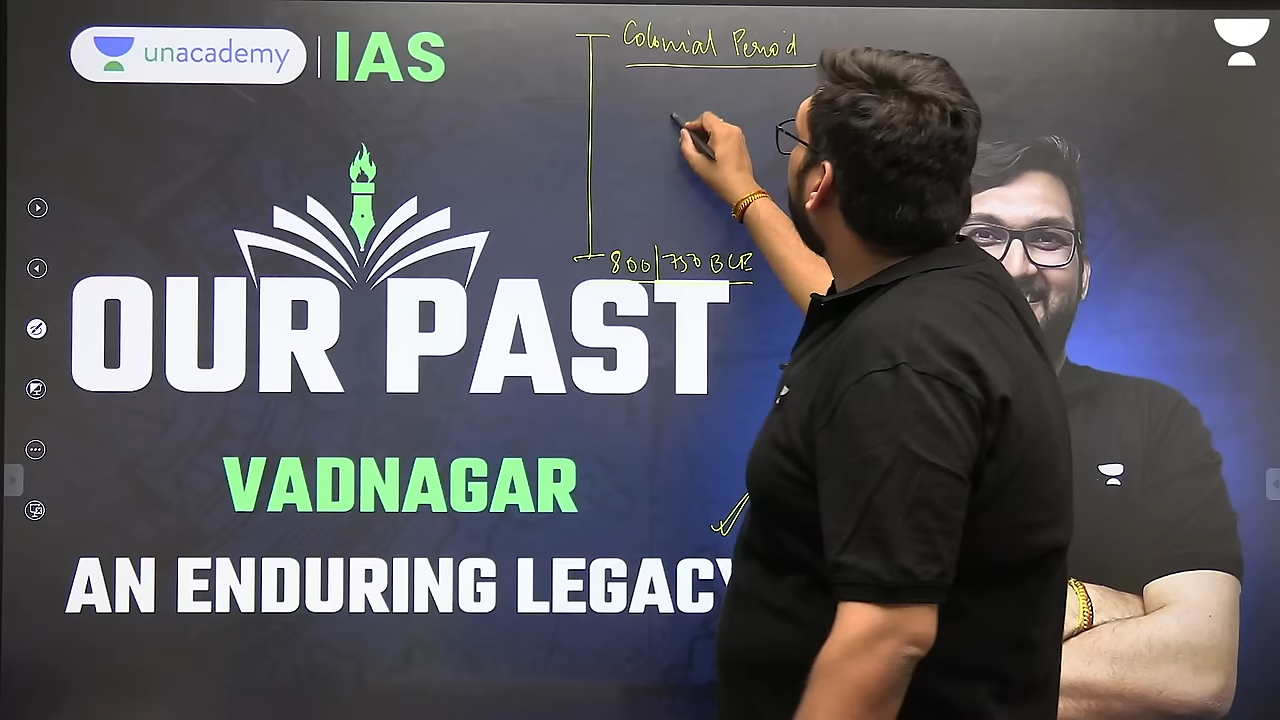 unacademy IAS
Colonial Period
800/750 BCE
OUR PAST
VADNAGAR
AN ENDURING LEGACY